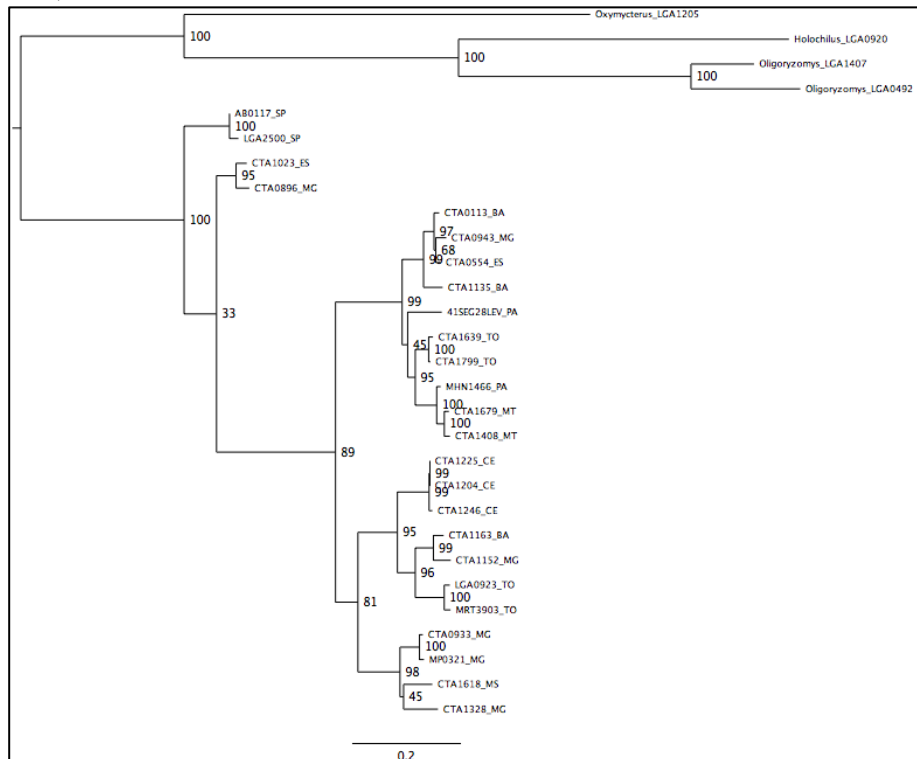 Oxymycterus_LGA1205
100
Holochilus_LGA0920
100
Oligoryzomys_LGA1407
100
Oligoryzomys_LGA0492
AB0117_SP
100
LGA2500_SP
CTA1023_ES
95
CTA0896_MG
100
CTA0113_BA
97
CTA0943_MG
68
99
CTA0554_ES
CTA1135_BA
99
41SEG28LEV_PA
33
CTA1639_TO
45
100
CTA1799_TO
95
MHN1466_PA
100
CTA1679_MT
100
CTA1408_MT
89
CTA1225_CE
99
CTA1204_CE
99
CTA1246_CE
95
CTA1163_BA
99
CTA1152_MG
96
LGA0923_TO
100
81
MRT3903_TO
CTA0933_MG
100
MP0321_MG
98
CTA1618_MS
45
CTA1328_MG
0.2